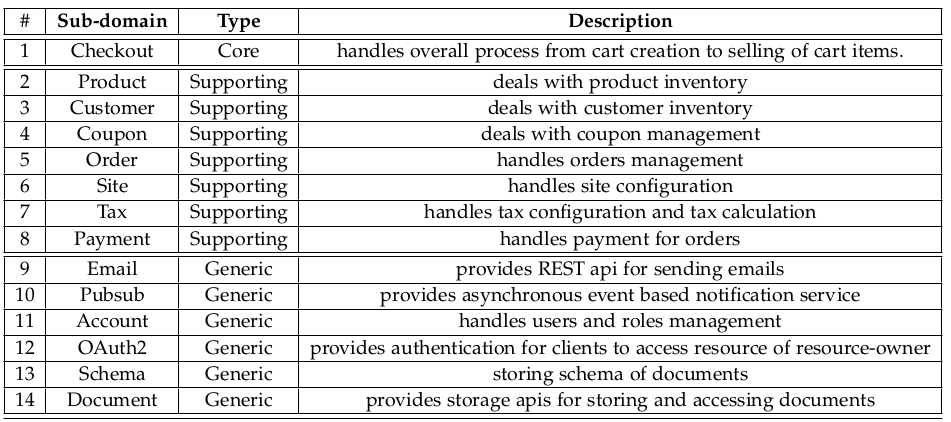 # Sub-domain Type Description
1 Checkout Core handles overall process from cart creation to selling of cart items.
2 Product Supporting deals with product inventory
3 Customer Supporting deals with customer inventory
4 Coupon Supporting deals with coupon management
5 Order Supporting handles orders management
6 Site Supporting handles site configuration
7 Tax Supporting handles tax configuration and tax calculation
8 Payment Supporting handles payment for orders
9 Email Generic provides REST api for sending emails
10 Pubsub Generic provides asynchronous event based notification service
11 Account Generic handles users and roles management
12 OAuth2 Generic provides authentication for clients to access resource of resource-owner
13 Schema Generic storing schema of documents
14 Document Generic provides storage apis for storing and accessing documents